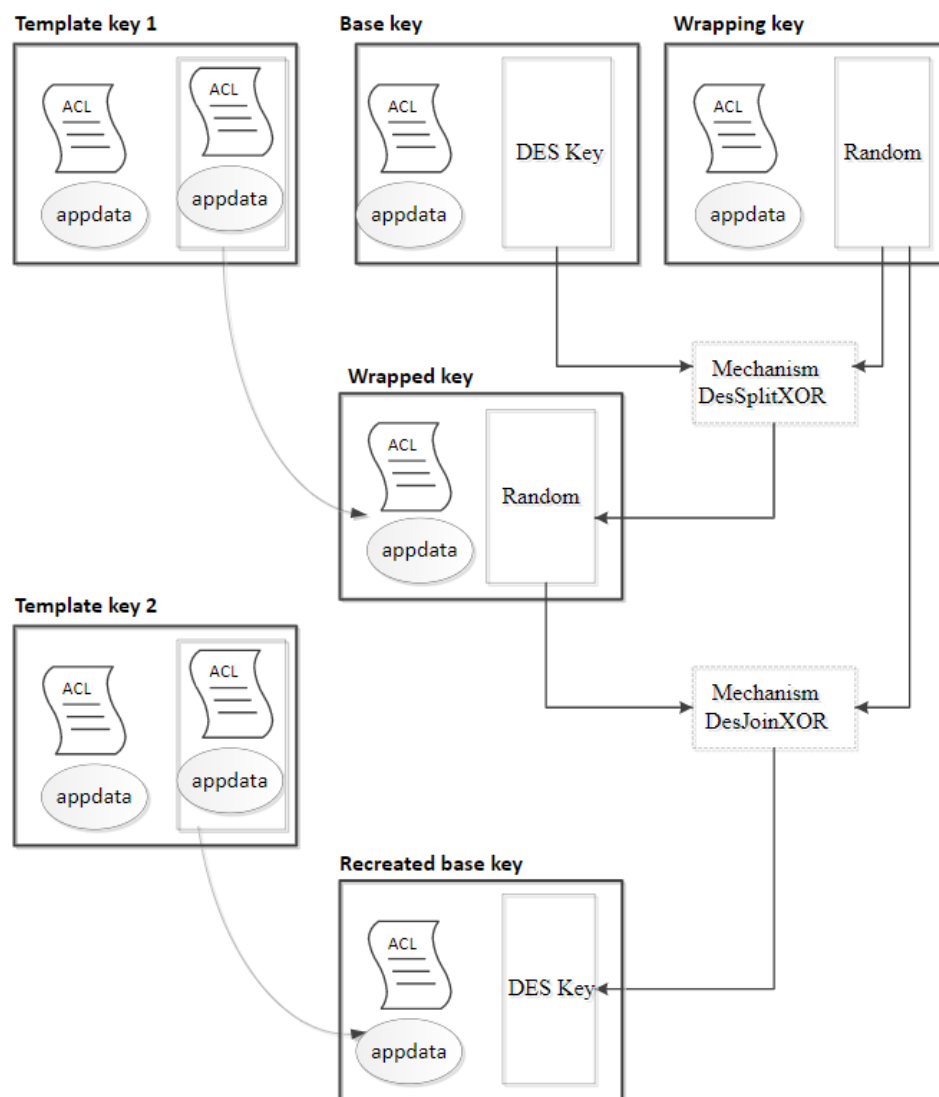 Template key 1
Base key
Wrapping key
ACL
appdata
ACL
appdata
ACL
appdata
DES Key
ACL
appdata
Random
Mechanism
DesSplitXOR
Wrapped key
ACL
appdata
Random
Template key 2
ACL
appdata
ACL
appdata
Mechanism
DesJoinXOR
Recreated base key
ACL
appdata
DES Key